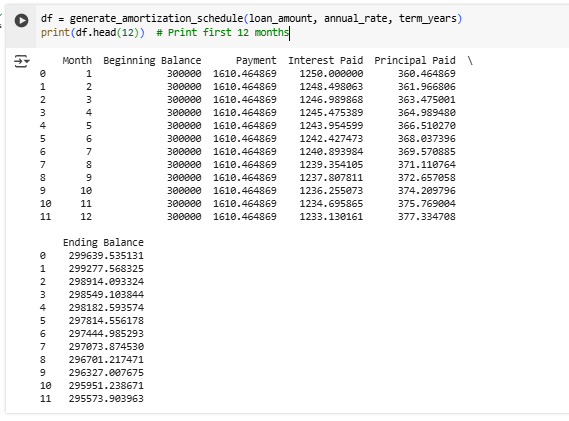 df = generate_amortization_schedule(loan_amount, annual_rate, term_years)
print(df.head(12))  # Print first 12 months
    Month  Beginning Balance      Payment  Interest Paid  Principal Paid  \
0       1             300000  1610.464869    1250.000000      360.464869
1       2             300000  1610.464869    1248.498063      361.966806
2       3             300000  1610.464869    1246.989868      363.475001
3       4             300000  1610.464869    1245.475389      364.989480
4       5             300000  1610.464869    1243.954599      366.510270
5       6             300000  1610.464869    1242.427473      368.037396
6       7             300000  1610.464869    1240.893984      369.570885
7       8             300000  1610.464869    1239.354105      371.110764
8       9             300000  1610.464869    1237.807811      372.657058
9      10             300000  1610.464869    1236.255073      374.209796
10     11             300000  1610.464869    1234.695865      375.769004
11     12             300000  1610.464869    1233.130161      377.334708
    Ending Balance
0    299639.535131
1    299277.568325
2    298914.093324
3    298549.103844
4    298182.593574
5    297814.556178
6    297444.985293
7    297073.874530
8    296701.217471
9    296327.007675
10   295951.238671
11   295573.903963